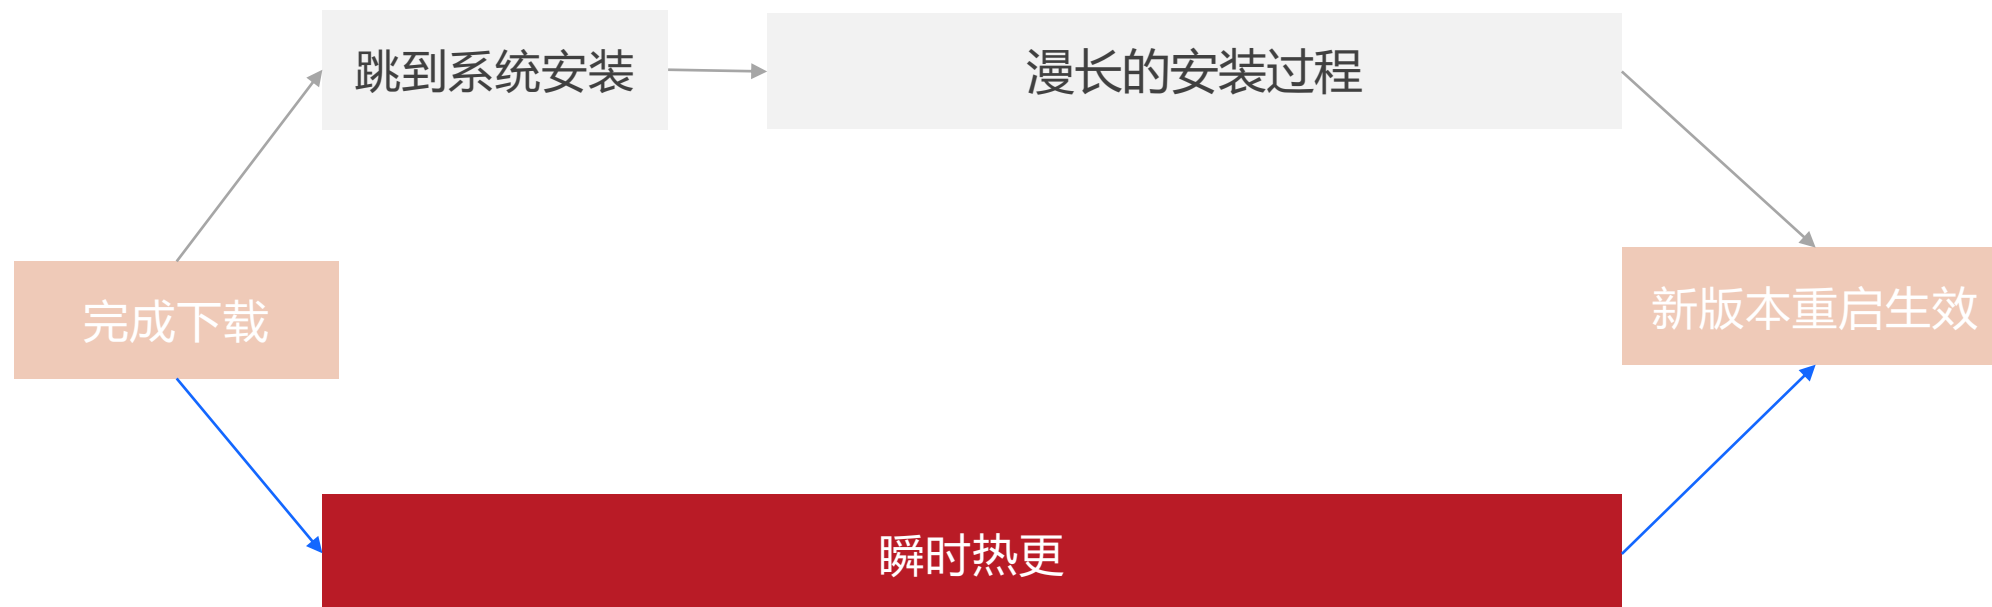 跳到系统安装
漫长的安装过程
完成下载
新版本重启生效
瞬时热更